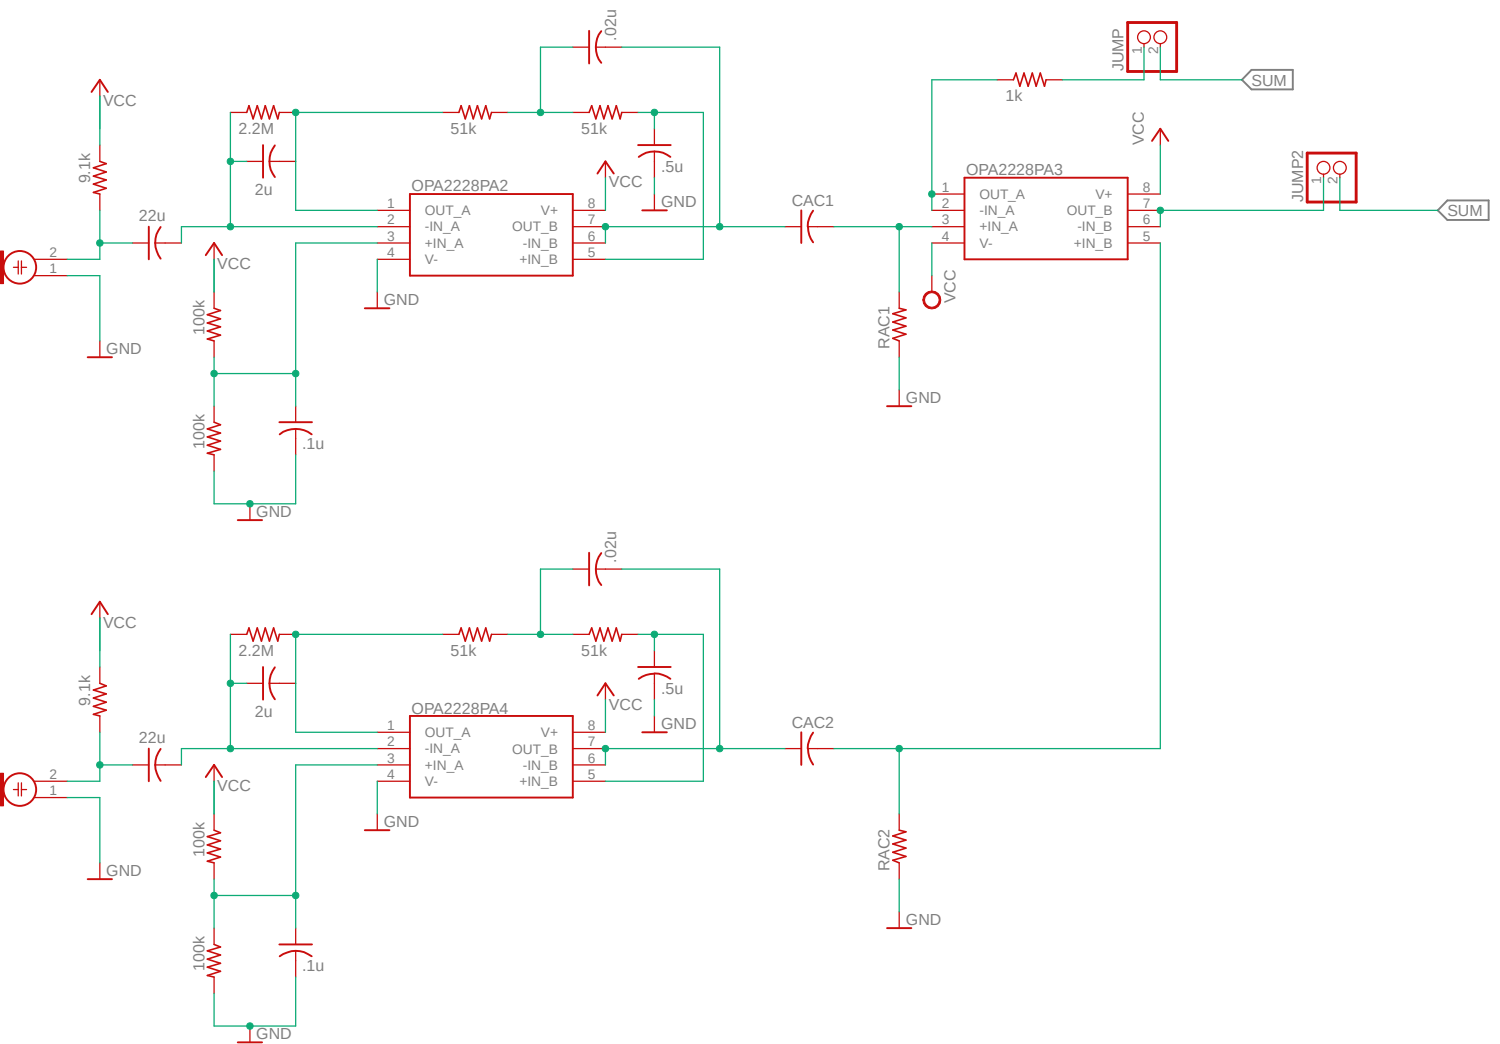 .02u
JUMP
1
2
SUM
1k
VCC
2.2M
51k
51k
9.1k
2u
.5u
VCC
GND
VCC
JUMP2
1
2
SUM
OPA2228PA2
1 OUT_A V+ 8
2 -IN_A OUT_B 7
3 +IN_A -IN_B 6
4 V- +IN_B 5
OPA2228PA3
1 OUT_A V+ 8
2 -IN_A OUT_B 7
3 +IN_A -IN_B 6
4 V- +IN_B 5
22u
CAC1
2
1
VCC
GND
VCC
100k
RAC1
GND
GND
100k
.1u
GND
.02u
VCC
2.2M
51k
51k
9.1k
2u
.5u
VCC
GND
OPA2228PA4
1 OUT_A V+ 8
2 -IN_A OUT_B 7
3 +IN_A -IN_B 6
4 V- +IN_B 5
22u
CAC2
2
1
VCC
GND
100k
RAC2
GND
GND
100k
.1u
GND